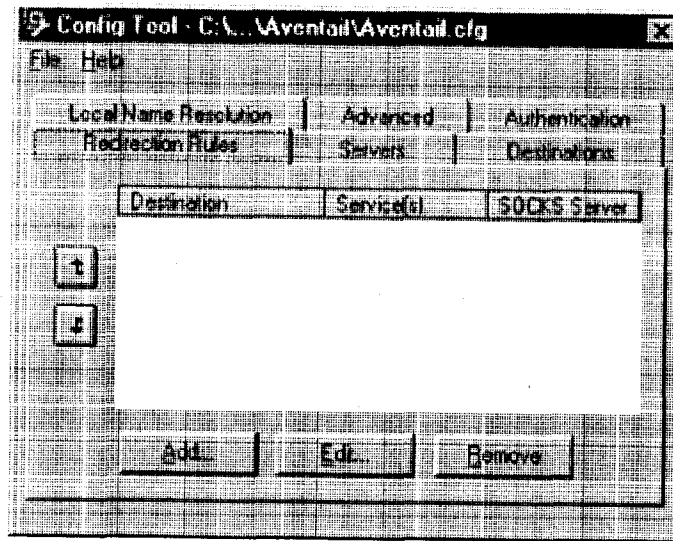 Config Tool - C:\...\Aventail\Aventail.cfg
File Help
Local Name Resolution Advanced Authentication
Redirection Rules Servers Destinations
Destination Service(s) SOCKS Server
Add... Edit... Remove